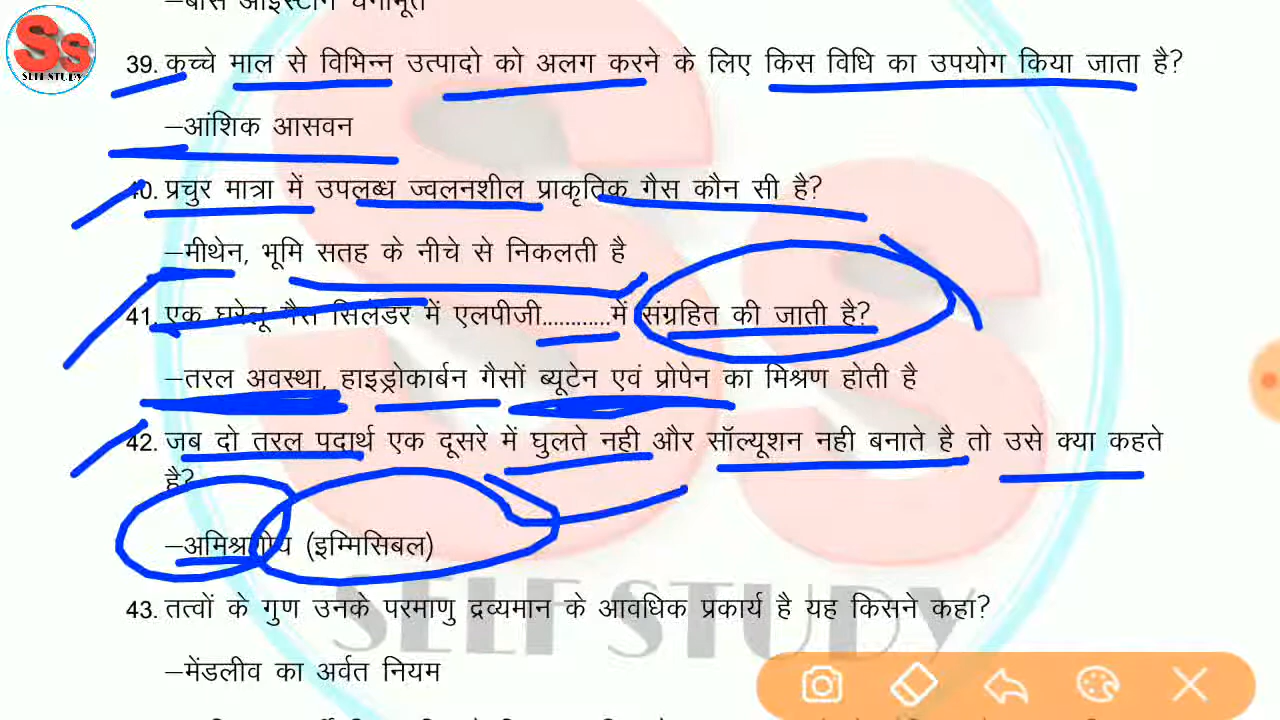 Ss
SELF STUDY
39. कच्चे माल से विभिन्न उत्पादो को अलग करने के लिए किस विधि का उपयोग किया जाता है?
–आंशिक आसवन
40. प्रचुर मात्रा में उपलब्ध ज्वलनशील प्राकृतिक गैस कौन सी है?
–मीथेन, भूमि सतह के नीचे से निकलती है
41. एक घरेलू गैस सिलेंडर में एलपीजी............में संग्रहित की जाती है?
–तरल अवस्था, हाइड्रोकार्बन गैसों ब्यूटेन एवं प्रोपेन का मिश्रण होती है
42. जब दो तरल पदार्थ एक दूसरे में घुलते नही और सॉल्यूशन नही बनाते है तो उसे क्या कहते
है?
–अमिश्रणीय (इम्मिसिबल)
SELF STUDY
43. तत्वों के गुण उनके परमाणु द्रव्यमान के आवधिक प्रकार्य है यह किसने कहा?
–मेंडलीव का अर्वत नियम